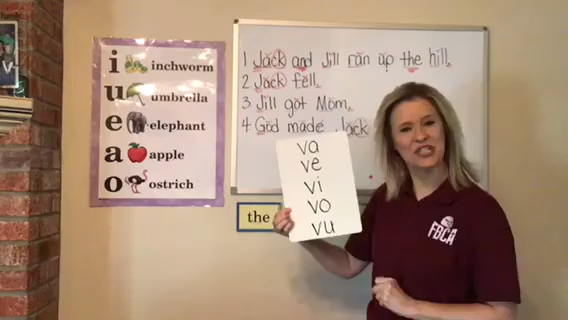 i inchworm
u umbrella
e elephant
a apple
o ostrich
1 Jack and Jill ran up the hill.
2 Jack fell.
3 Jill got Mom.
4 God made Jack
va
ve
vi
vo
vu
the
FBCA
V